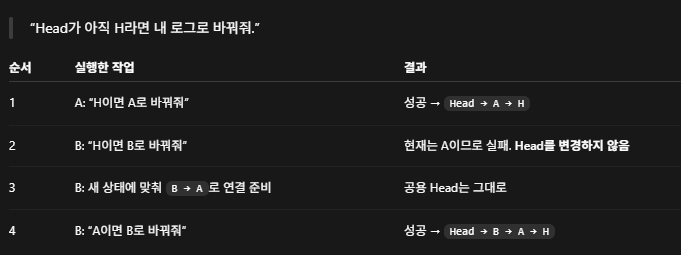 “Head가 아직 H라면 내 로그로 바꿔줘.”
순서 실행한 작업 결과
1 A: “H이면 A로 바꿔줘” 성공 → Head → A → H
2 B: “H이면 B로 바꿔줘” 현재는 A이므로 실패. Head를 변경하지 않음
3 B: 새 상태에 맞춰 B → A 로 연결 준비 공용 Head는 그대로
4 B: “A이면 B로 바꿔줘” 성공 → Head → B → A → H